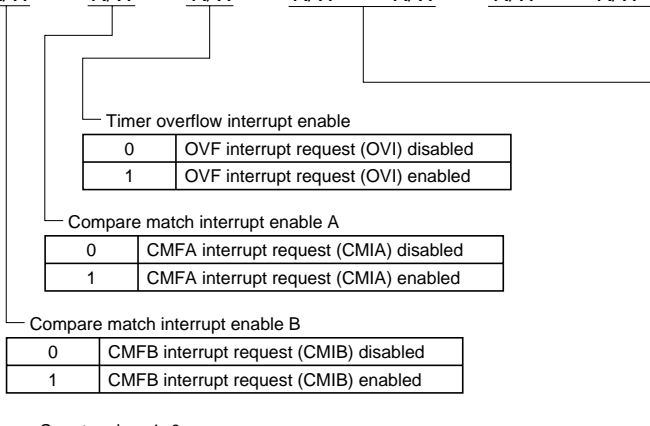 Timer overflow interrupt enable
0 OVF interrupt request (OVI) disabled
1 OVF interrupt request (OVI) enabled
Compare match interrupt enable A
0 CMFA interrupt request (CMIA) disabled
1 CMFA interrupt request (CMIA) enabled
Compare match interrupt enable B
0 CMFB interrupt request (CMIB) disabled
1 CMFB interrupt request (CMIB) enabled